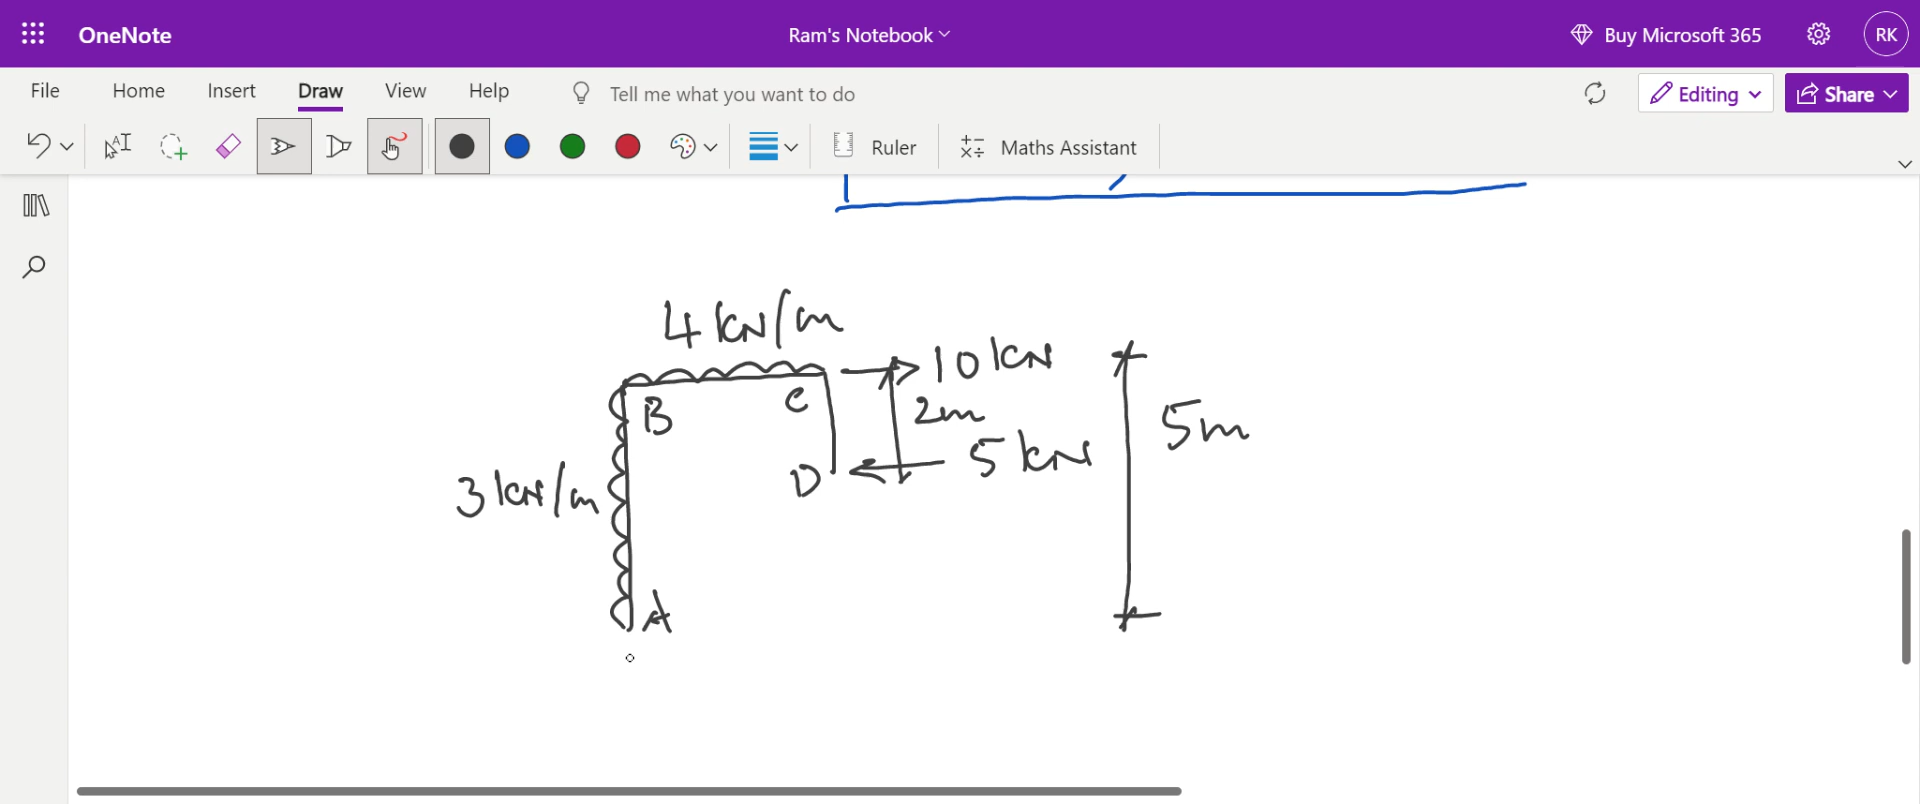 OneNote
Ram's Notebook
Buy Microsoft 365
RK
File Home Insert Draw View Help Tell me what you want to do
Editing
Share
Ruler
Maths Assistant
4 kN/m
10 kN
B
C
2m
5m
5 kN
D
3 kN/m
A